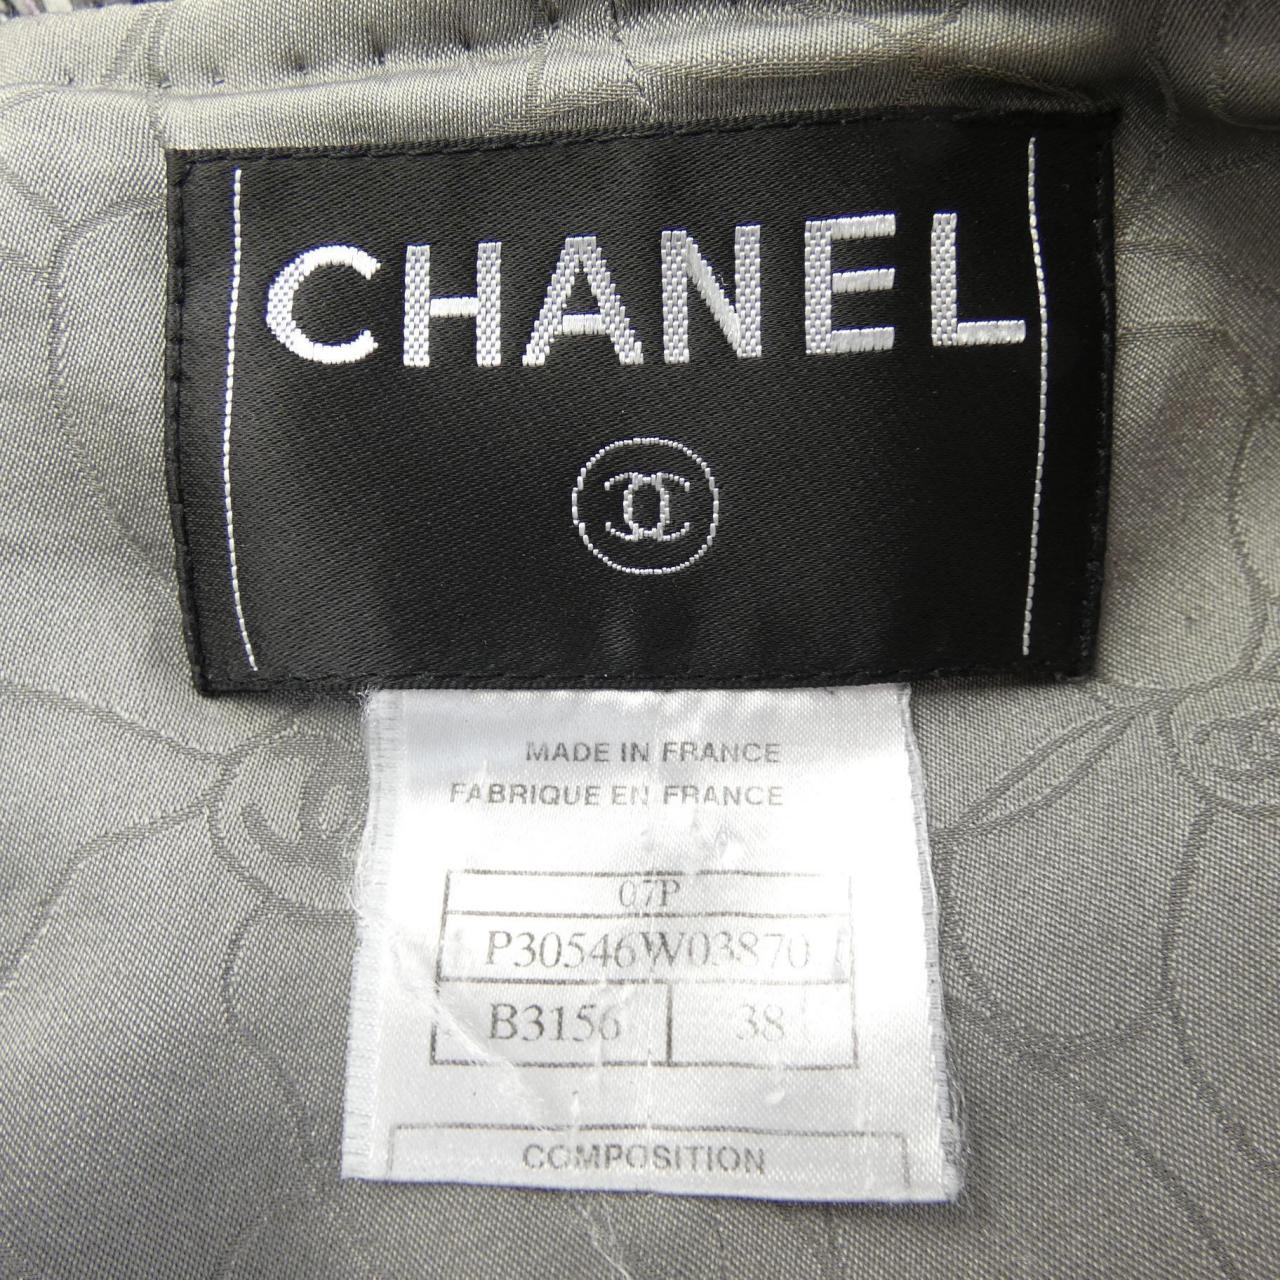 CHANEL
MADE IN FRANCE
FABRIQUE EN FRANCE
07P
P30546W03870
B3156 38
COMPOSITION